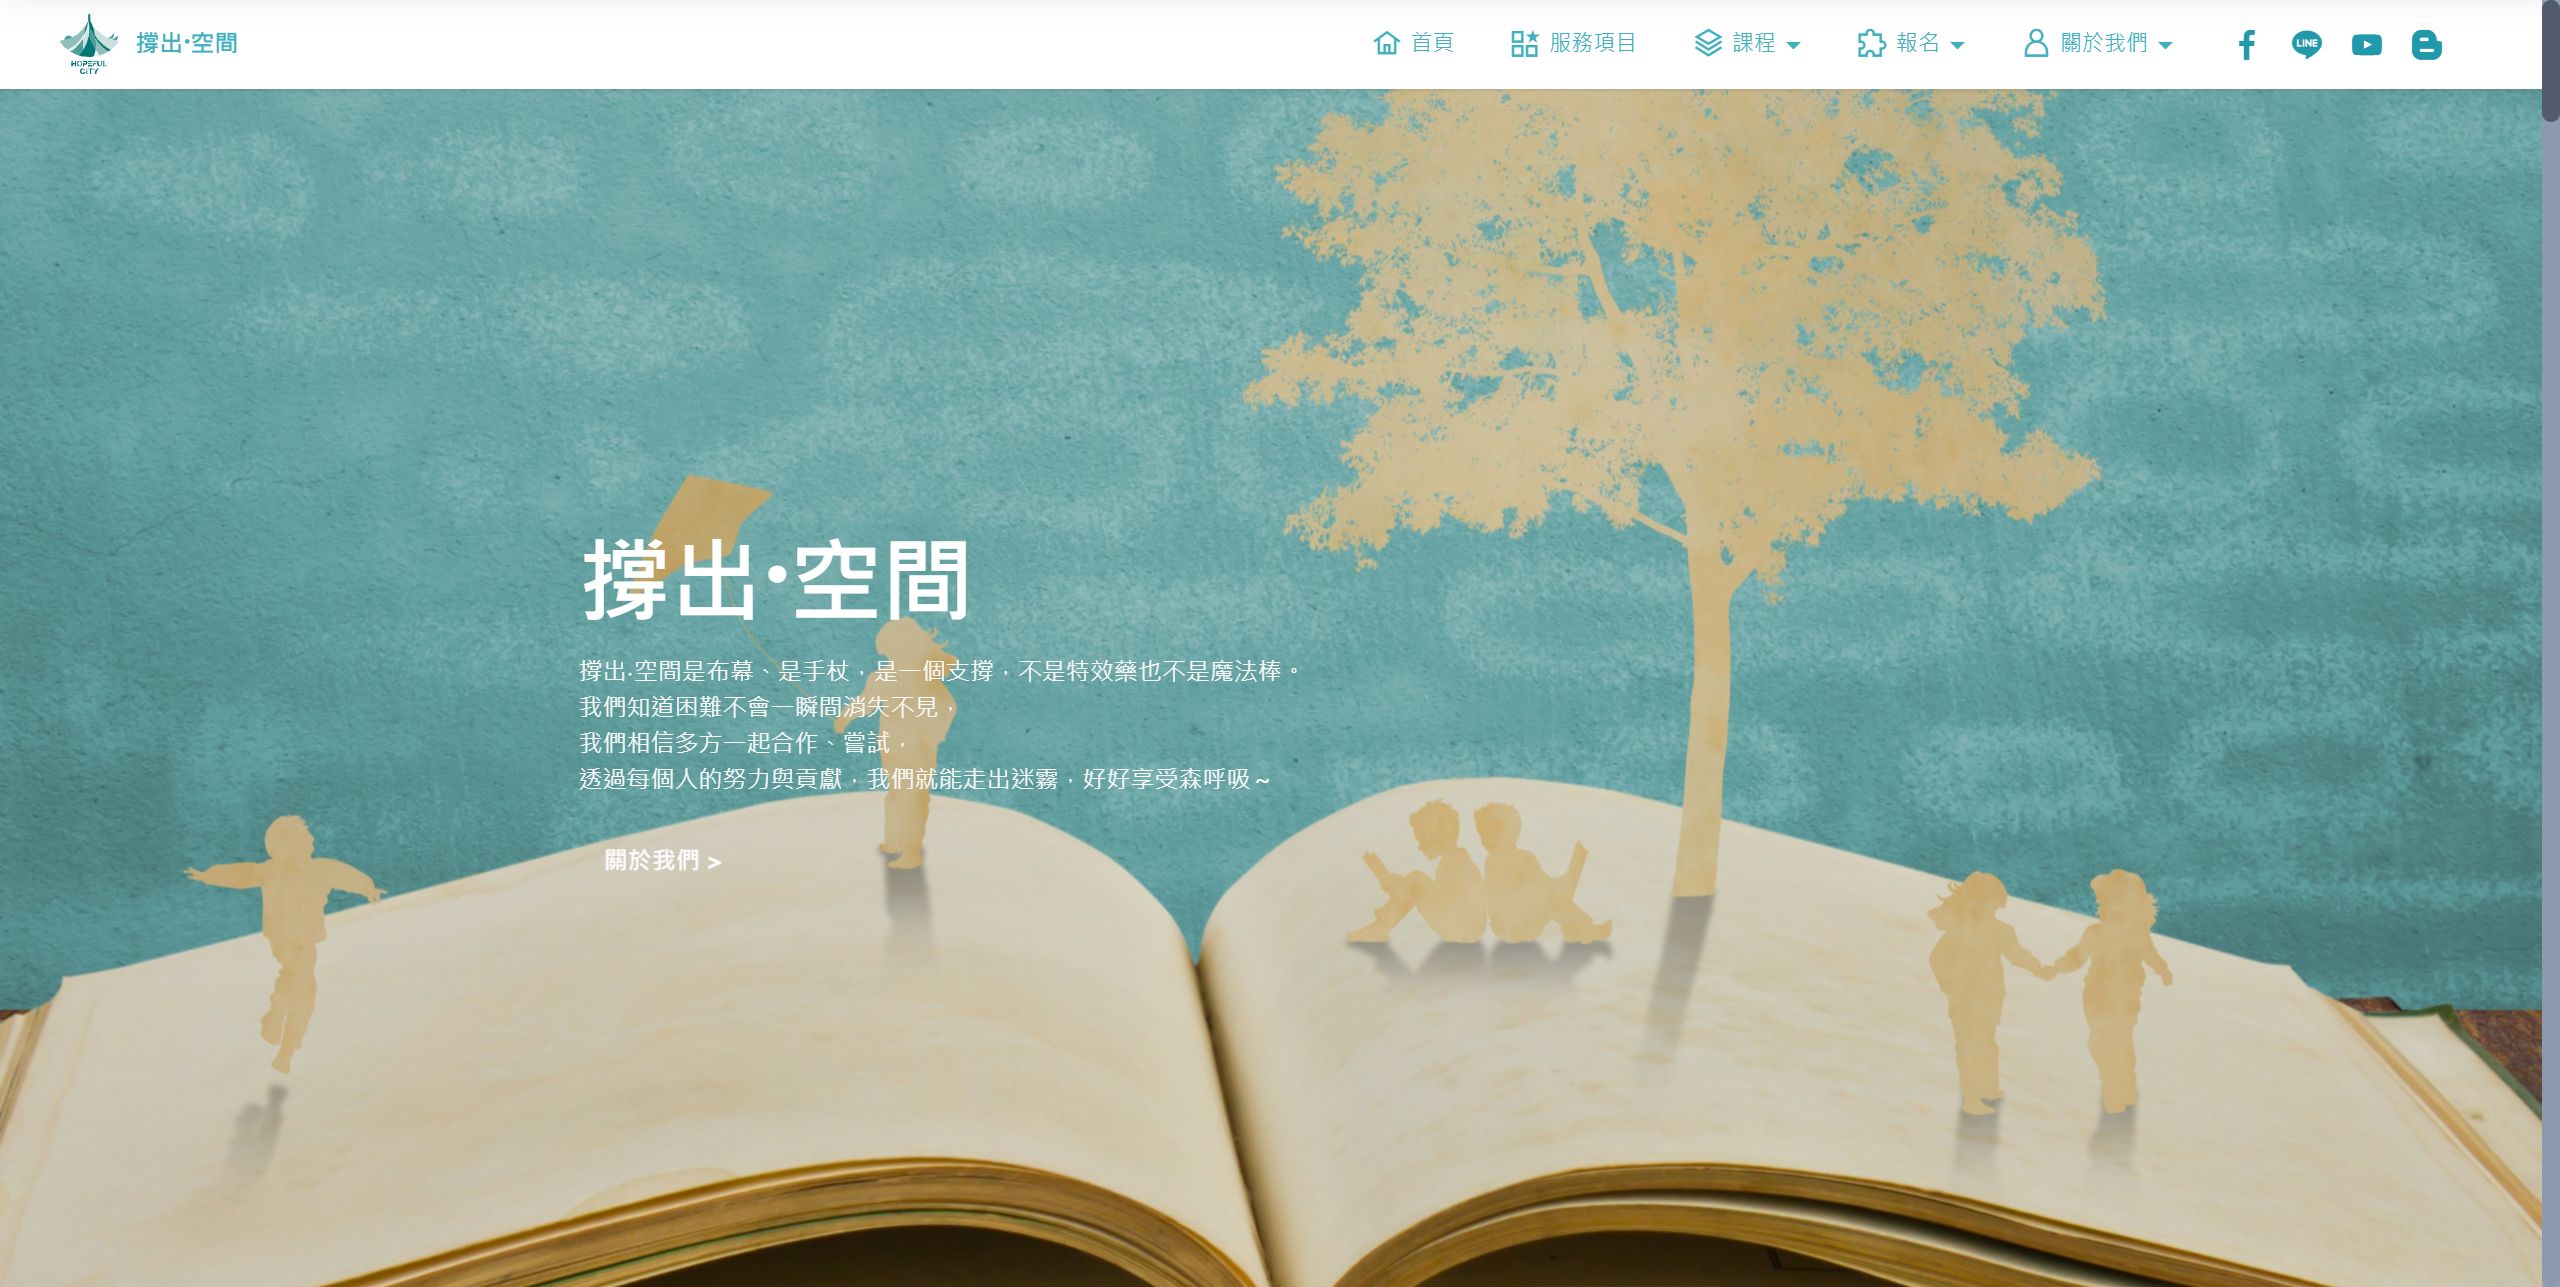 HOPEFUL
CITY
撐出·空間
首頁
服務項目
課程
報名
關於我們
LINE
撐出·空間
撐出·空間是布幕、是手杖，是一個支撐，不是特效藥也不是魔法棒。
我們知道困難不會一瞬間消失不見，
我們相信多方一起合作、嘗試，
透過每個人的努力與貢獻，我們就能走出迷霧，好好享受森呼吸～
關於我們 >